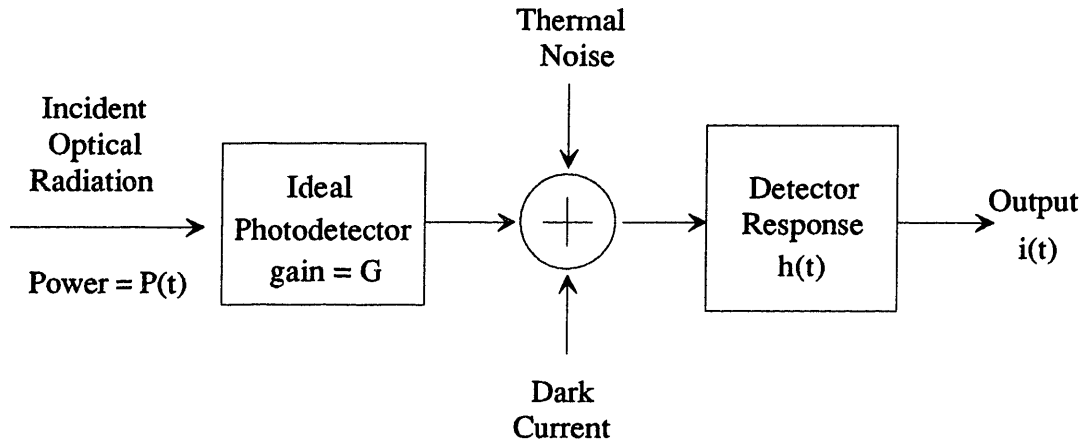 Thermal
Noise
Incident
Optical
Radiation
Power = P(t)
Ideal
Photodetector
gain = G
Detector
Response
h(t)
Output
i(t)
Dark
Current